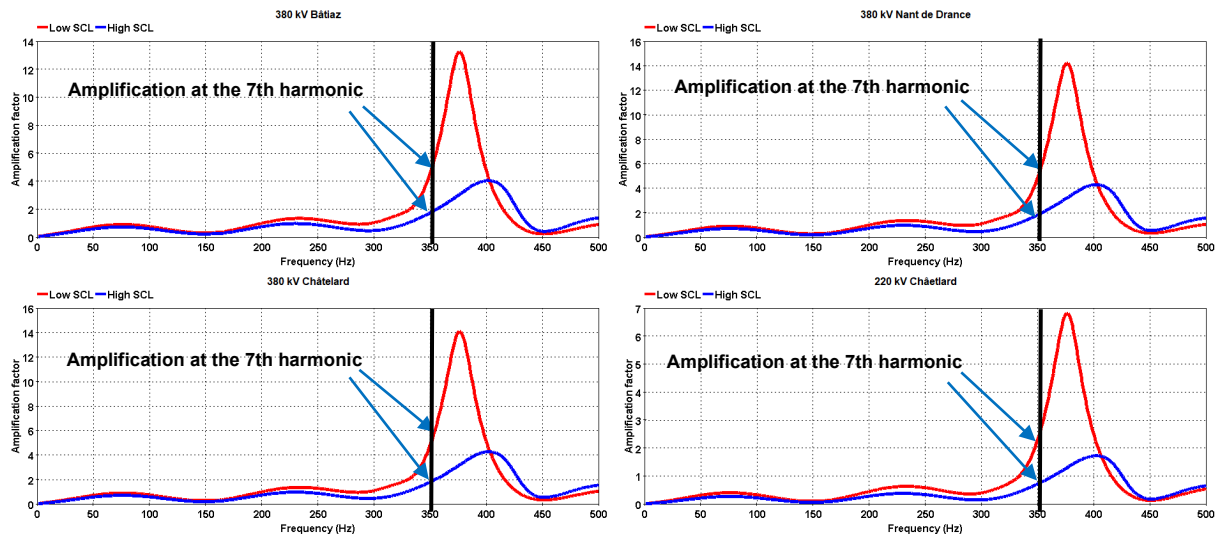 380 kV Bâtiaz
Low SCL High SCL
14
12
10
8
6
4
2
0
Amplification factor
Amplification at the 7th harmonic
0 50 100 150 200 250 300 350 400 450 500
Frequency (Hz)
380 kV Nant de Drance
Low SCL High SCL
16
14
12
10
8
6
4
2
0
Amplification factor
Amplification at the 7th harmonic
0 50 100 150 200 250 300 350 400 450 500
Frequency (Hz)
380 kV Châtelard
Low SCL High SCL
16
14
12
10
8
6
4
2
0
Amplification factor
Amplification at the 7th harmonic
0 50 100 150 200 250 300 350 400 450 500
Frequency (Hz)
220 kV Châetlard
Low SCL High SCL
7
6
5
4
3
2
1
0
Amplification factor
Amplification at the 7th harmonic
0 50 100 150 200 250 300 350 400 450 500
Frequency (Hz)